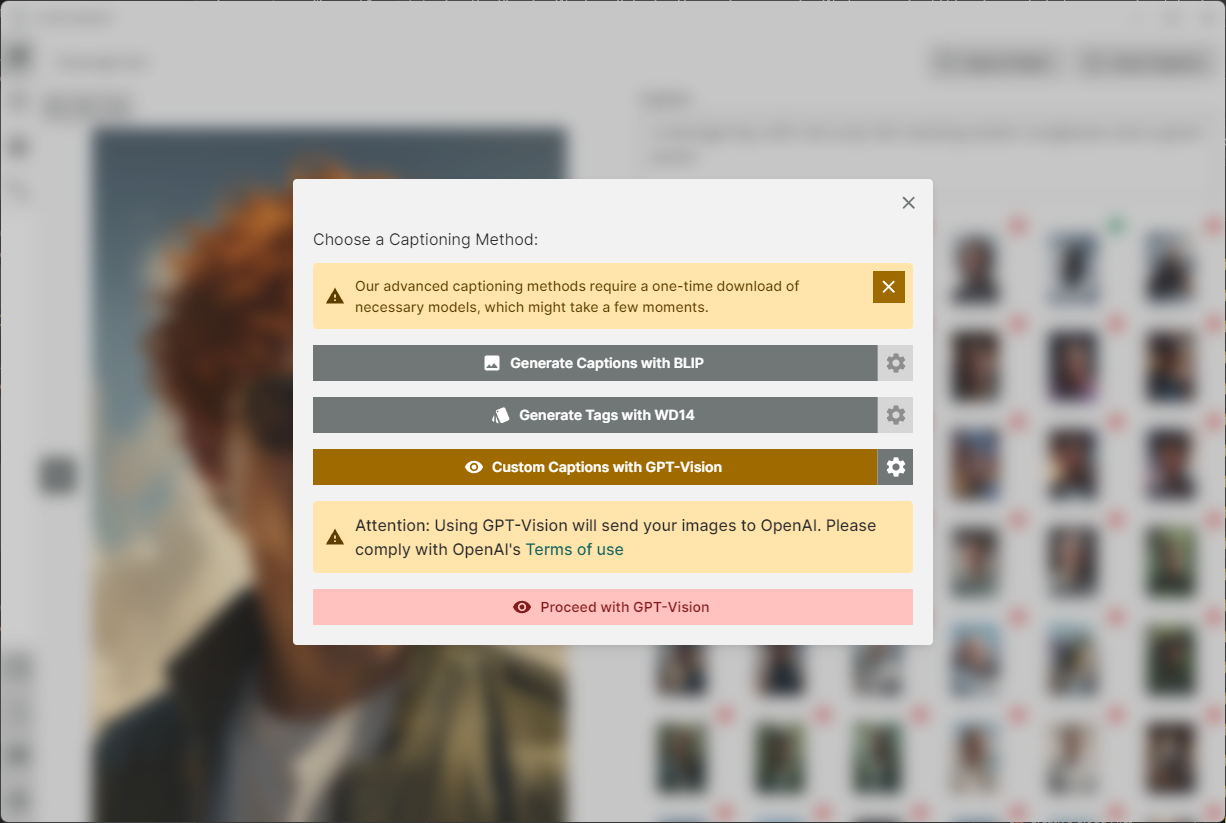 Choose a Captioning Method:
Our advanced captioning methods require a one-time download of
necessary models, which might take a few moments.
Generate Captions with BLIP
Generate Tags with WD14
Custom Captions with GPT-Vision
Attention: Using GPT-Vision will send your images to OpenAI. Please
comply with OpenAI's Terms of use
Proceed with GPT-Vision